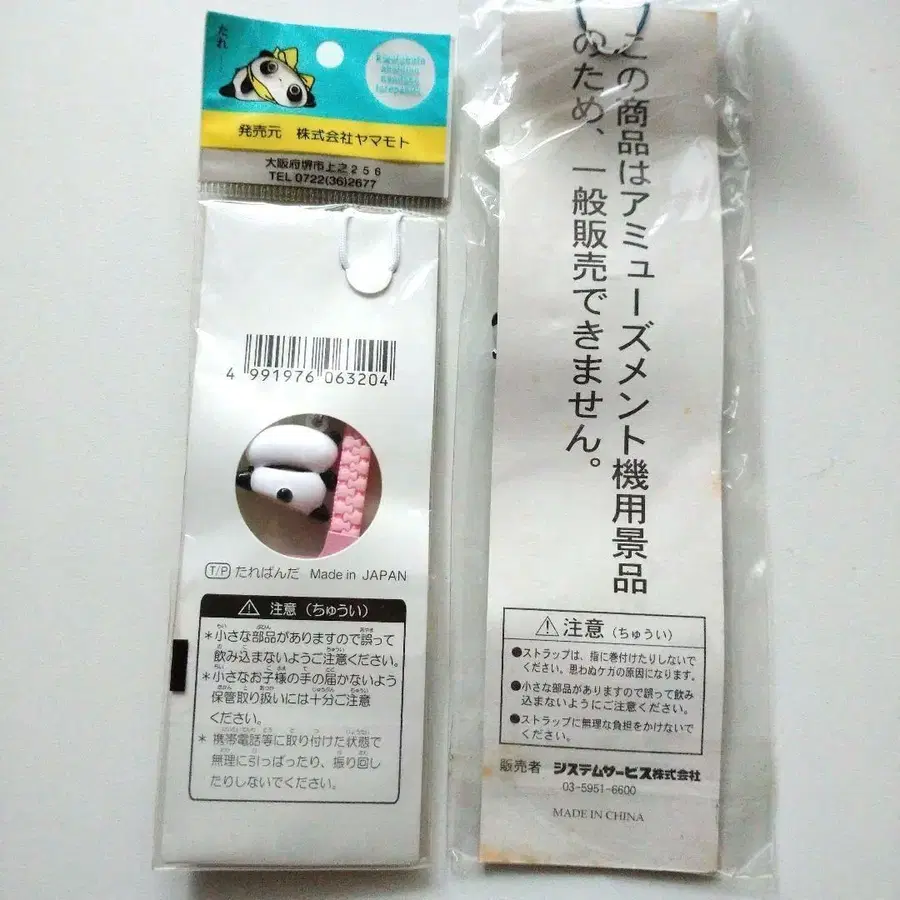 たれ
発売元 株式会社ヤマモト
大阪府堺市上之256
TEL 0722(36)2677
4 991976 063204
T/P たれぱんだ Made in JAPAN
注意(ちゅうい)
*小さな部品がありますので誤って
飲み込まないようご注意ください。
*小さなお子様の手の届かないよう
保管取り扱いには十分ご注意
ください。
* 携帯電話等に取り付けた状態で
無理に引っぱったり、振り回し
たりしないでください。
この商品はアミューズメント機用景品
のため、一般販売できません。
注意(ちゅうい)
●ストラップは、指に巻付けたりしないで
ください。思わぬケガの原因になります。
●小さな部品がありますので誤って飲み
込まないようにご注意ください。
●ストラップに無理な負担をかけないで
ください。
販売者 システムサービス株式会社
03-5951-6600
MADE IN CHINA